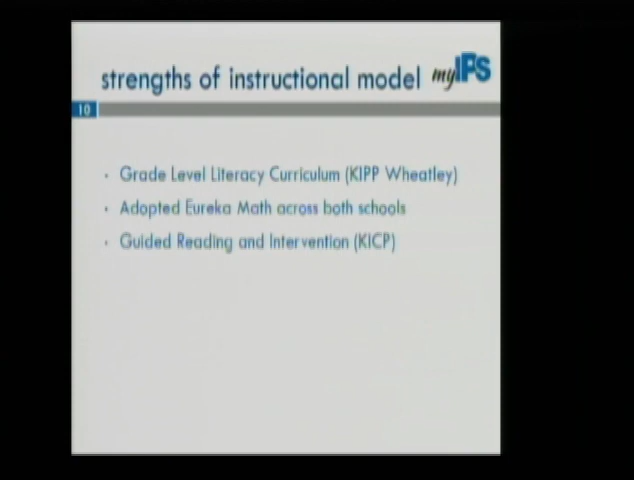 strengths of instructional model
myIPS
10
• Grade Level Literacy Curriculum (KIPP Wheatley)
• Adopted Eureka Math across both schools
• Guided Reading and Intervention (KICP)